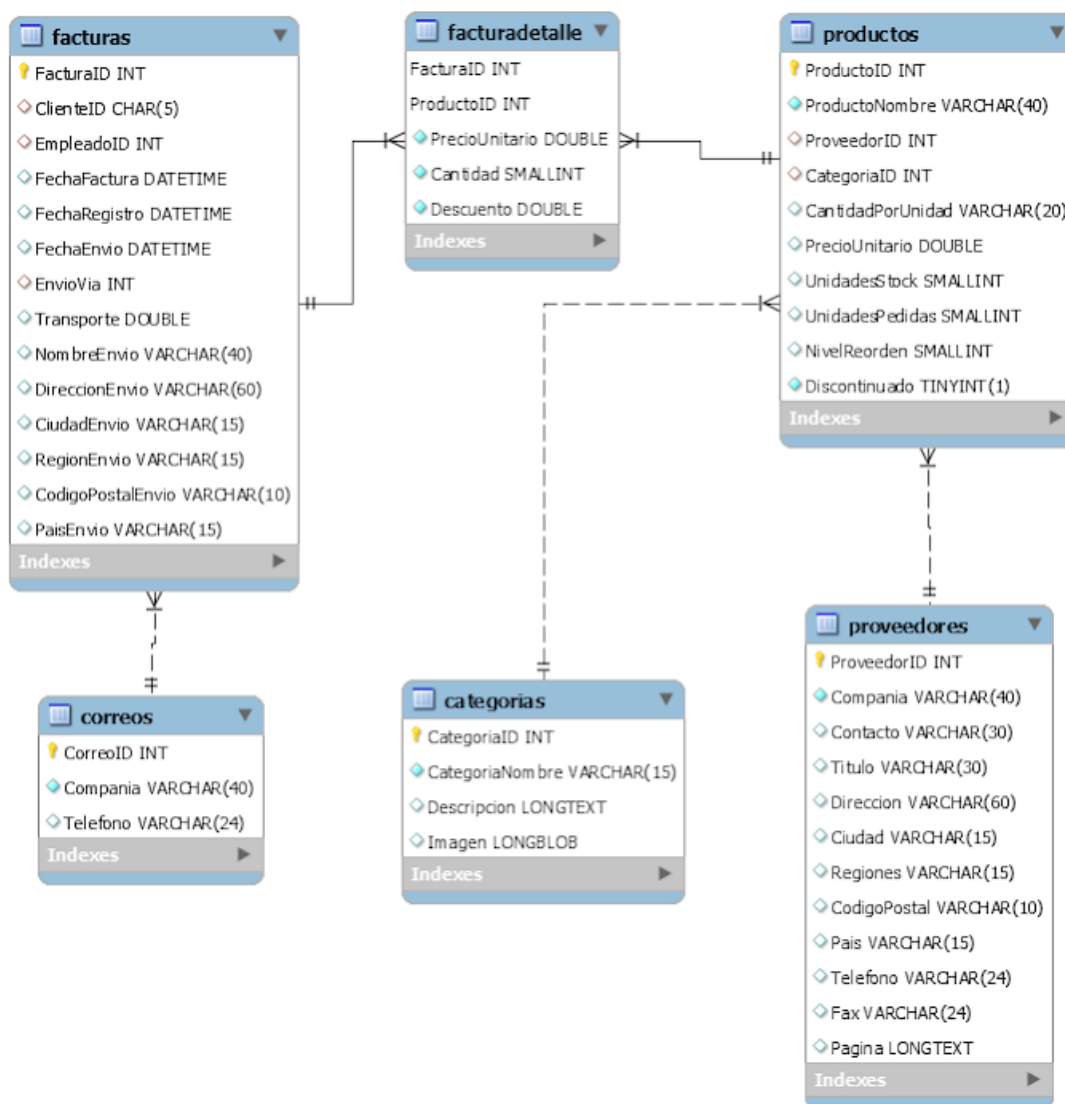 facturas
FacturaID INT
ClienteID CHAR(5)
EmpleadoID INT
FechaFactura DATETIME
FechaRegistro DATETIME
FechaEnvio DATETIME
EnvioVia INT
Transporte DOUBLE
NombreEnvio VARCHAR(40)
DireccionEnvio VARCHAR(60)
CiudadEnvio VARCHAR(15)
RegionEnvio VARCHAR(15)
CodigoPostalEnvio VARCHAR(10)
PaisEnvio VARCHAR(15)
Indexes
facturadetalle
FacturaID INT
ProductoID INT
PrecioUnitario DOUBLE
Cantidad SMALLINT
Descuento DOUBLE
Indexes
productos
ProductoID INT
ProductoNombre VARCHAR(40)
ProveedorID INT
CategoriaID INT
CantidadPorUnidad VARCHAR(20)
PrecioUnitario DOUBLE
UnidadesStock SMALLINT
UnidadesPedidas SMALLINT
NivelReorden SMALLINT
Discontinuado TINYINT(1)
Indexes
correos
CorreoID INT
Compania VARCHAR(40)
Telefono VARCHAR(24)
Indexes
categorias
CategoriaID INT
CategoriaNombre VARCHAR(15)
Descripcion LONGTEXT
Imagen LONGBLOB
Indexes
proveedores
ProveedorID INT
Compania VARCHAR(40)
Contacto VARCHAR(30)
Titulo VARCHAR(30)
Direccion VARCHAR(60)
Ciudad VARCHAR(15)
Regiones VARCHAR(15)
CodigoPostal VARCHAR(10)
Pais VARCHAR(15)
Telefono VARCHAR(24)
Fax VARCHAR(24)
Pagina LONGTEXT
Indexes